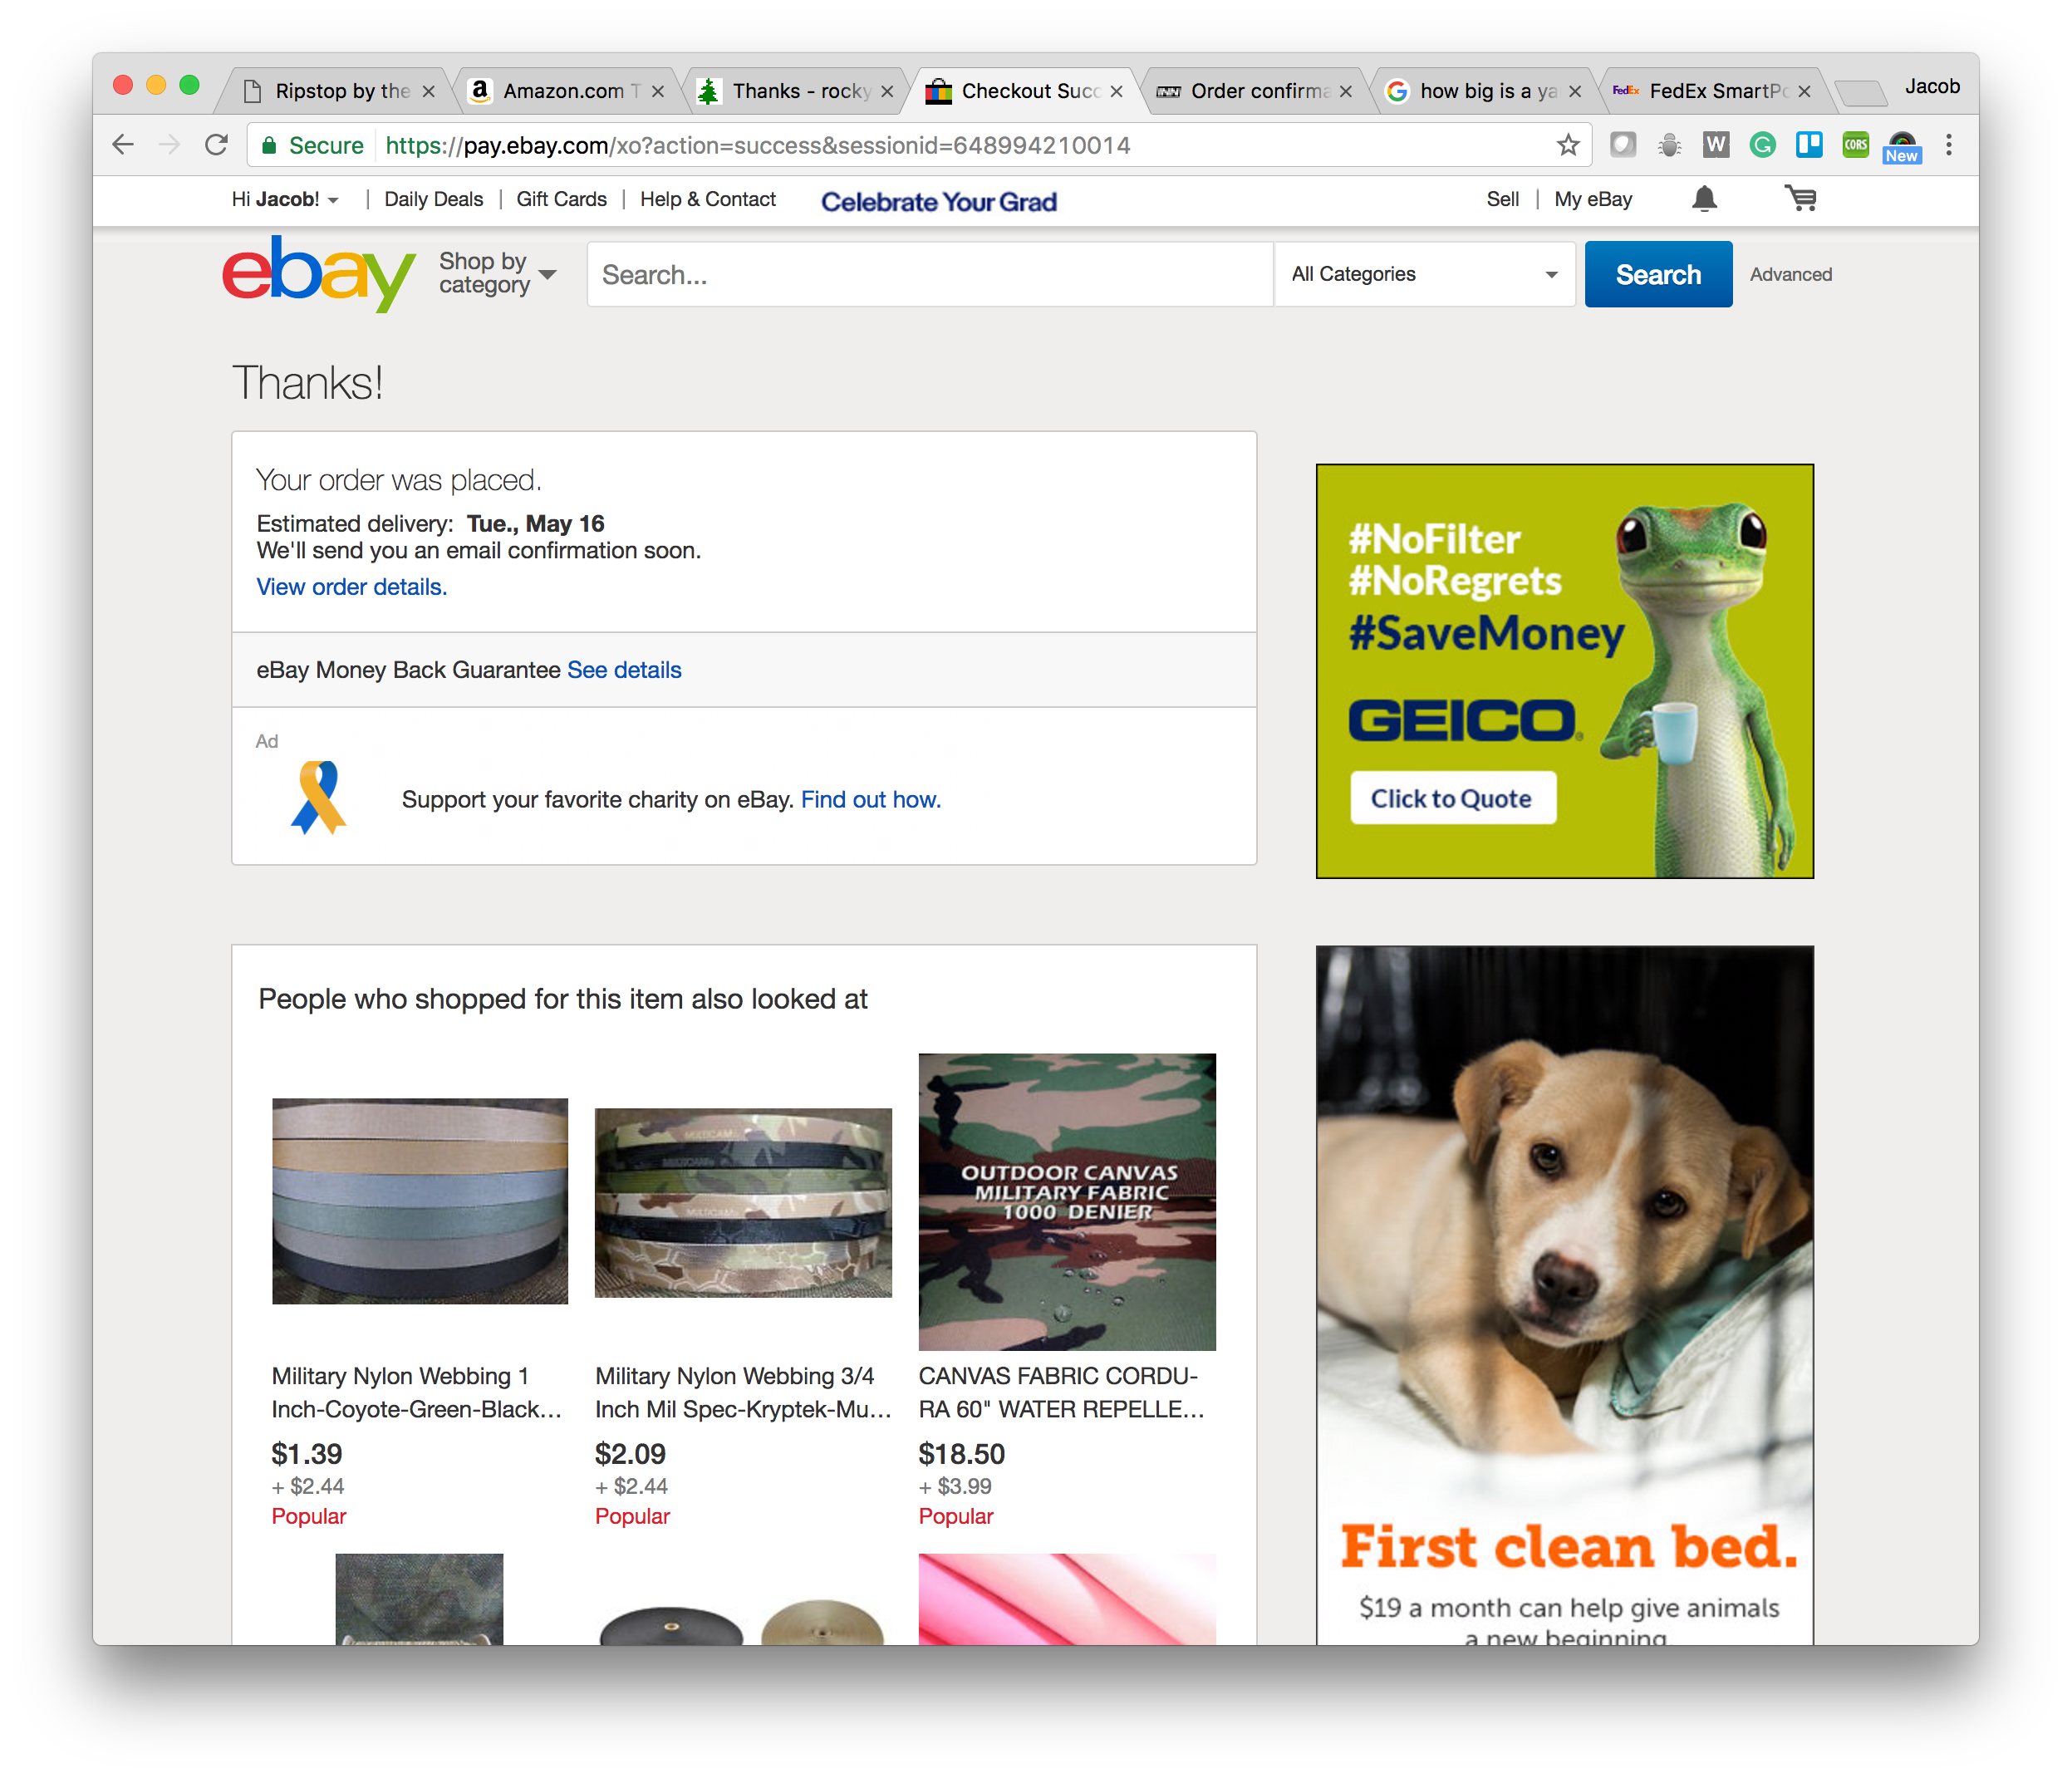 Ripstop by the
Amazon.com T
Thanks - rocky
Checkout Succ
Order confirma
how big is a ya
FedEx
FedEx SmartPo
Jacob
Secure
https://pay.ebay.com/xo?action=success&sessionid=648994210014
W
CORS
New
Hi Jacob!
Daily Deals
Gift Cards
Help & Contact
Celebrate Your Grad
Sell
My eBay
ebay
Shop by
category
Search...
All Categories
Search
Advanced
Thanks!
Your order was placed.
Estimated delivery: Tue., May 16
We'll send you an email confirmation soon.
View order details.
eBay Money Back Guarantee See details
Ad
Support your favorite charity on eBay. Find out how.
#NoFilter
#NoRegrets
#SaveMoney
GEICO
Click to Quote
People who shopped for this item also looked at
MULTICAM
MULTICAM
MULTICAM
OUTDOOR CANVAS
MILITARY FABRIC
1000 DENIER
Military Nylon Webbing 1
Inch-Coyote-Green-Black...
$1.39
+ $2.44
Popular
Military Nylon Webbing 3/4
Inch Mil Spec-Kryptek-Mu...
$2.09
+ $2.44
Popular
CANVAS FABRIC CORDU-
RA 60" WATER REPELLE...
$18.50
+ $3.99
Popular
First clean bed.
$19 a month can help give animals
a new beginning